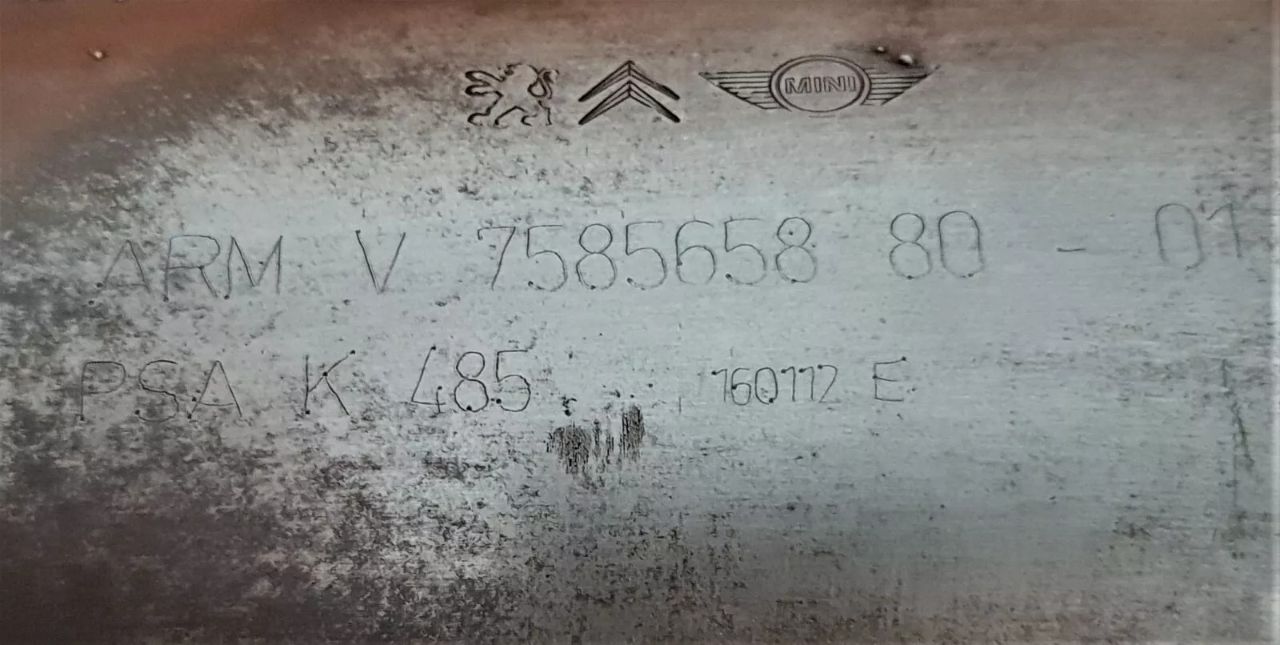 MINI
ARM V 7585658 80 - 01
PSA K 485 160112 E